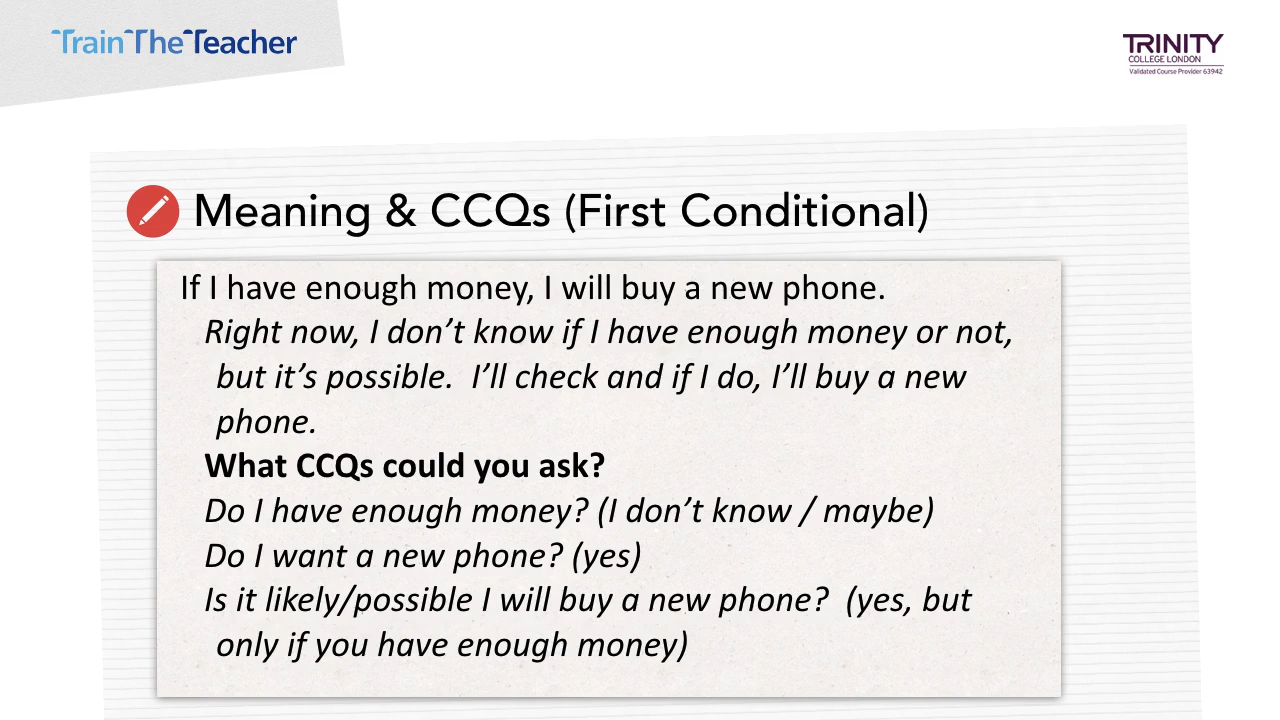 TrainTheTeacher
TRINITY
COLLEGE LONDON
Validated Course Provider 63942
Meaning & CCQs (First Conditional)
If I have enough money, I will buy a new phone.
Right now, I don’t know if I have enough money or not,
but it’s possible.  I’ll check and if I do, I’ll buy a new
phone.
What CCQs could you ask?
Do I have enough money? (I don’t know / maybe)
Do I want a new phone? (yes)
Is it likely/possible I will buy a new phone?  (yes, but
only if you have enough money)